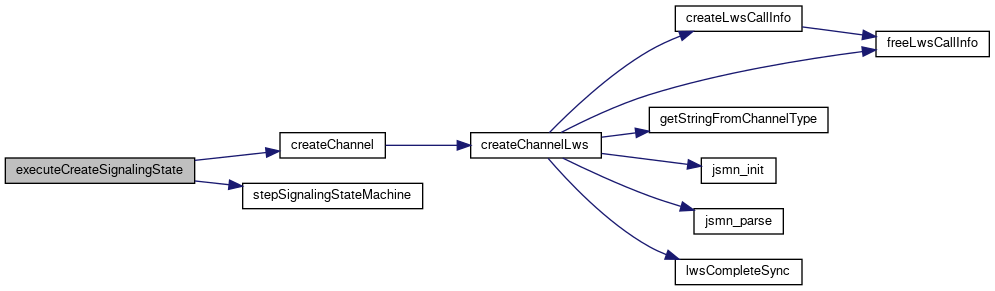 createLwsCallInfo
freeLwsCallInfo
getStringFromChannelType
createChannel
createChannelLws
executeCreateSignalingState
jsmn_init
stepSignalingStateMachine
jsmn_parse
lwsCompleteSync